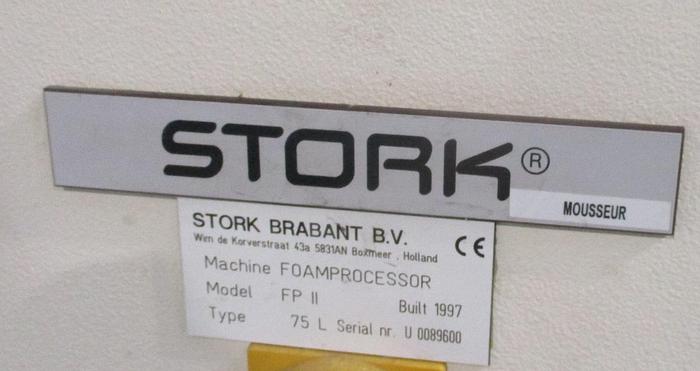 STORK®
MOUSSEUR
STORK BRABANT B.V.
Wim de Korverstraat 43a 5831AN Boxmeer . Holland
CE
Machine FOAMPROCESSOR
Model FP II Built 1997
Type 75 L Serial nr. U 0089600